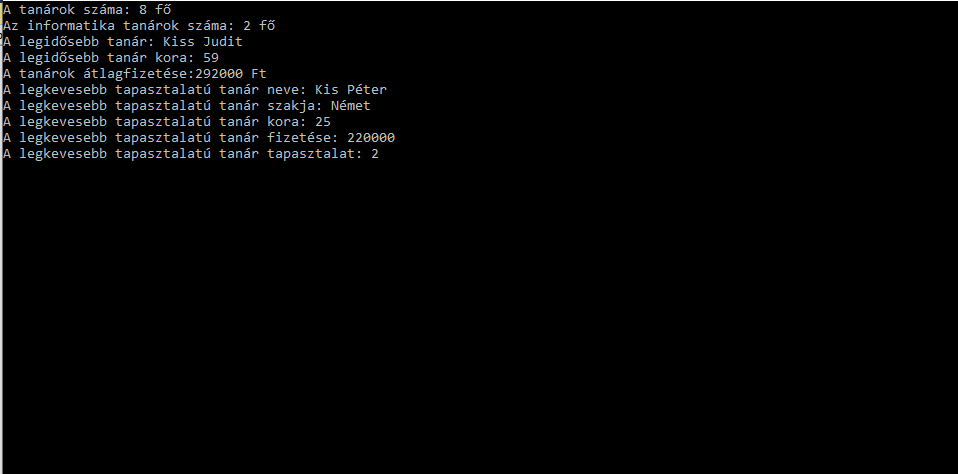 A tanárok száma: 8 fő
Az informatika tanárok száma: 2 fő
A legidősebb tanár: Kiss Judit
A legidősebb tanár kora: 59
A tanárok átlagfizetése:292000 Ft
A legkevesebb tapasztalatú tanár neve: Kis Péter
A legkevesebb tapasztalatú tanár szakja: Német
A legkevesebb tapasztalatú tanár kora: 25
A legkevesebb tapasztalatú tanár fizetése: 220000
A legkevesebb tapasztalatú tanár tapasztalat: 2